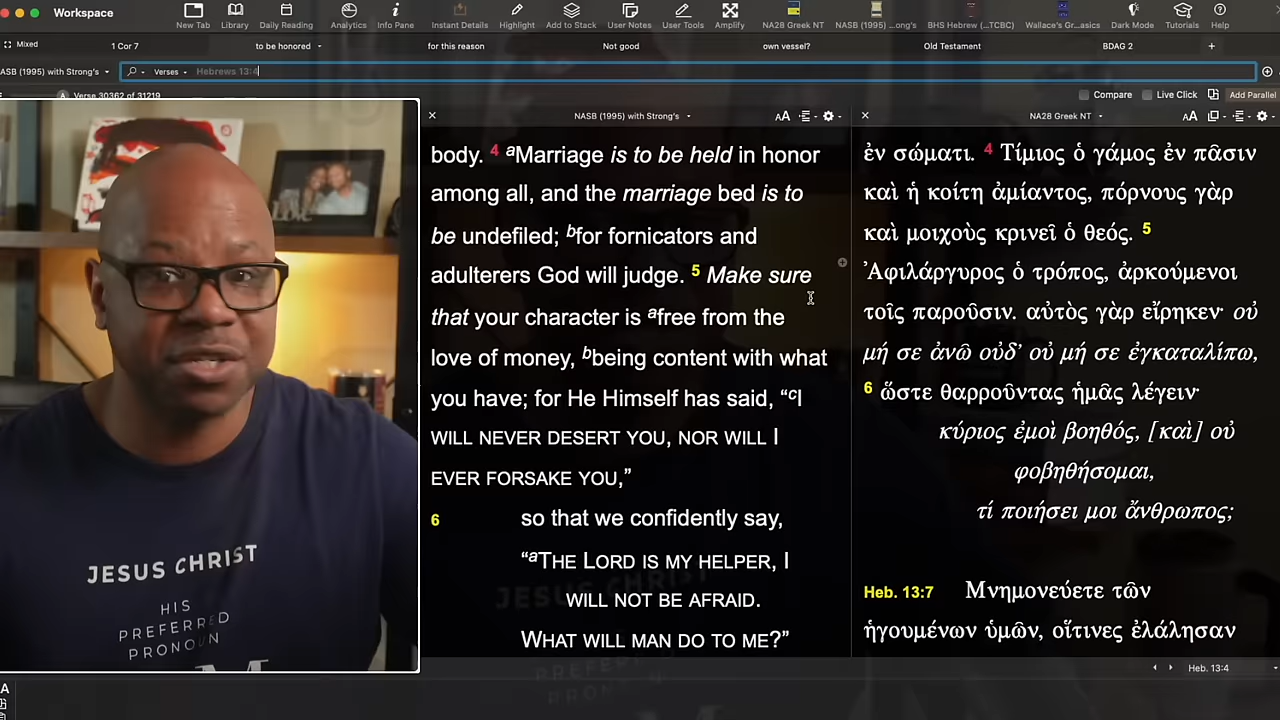 Workspace
New Tab
Library
Daily Reading
Analytics
Info Pane
Instant Details
Highlight
Add to Stack
User Notes
User Tools
Amplify
NA28 Greek NT
NASB (1995) ...ong's
BHS Hebrew (...TCBC)
Wallace's Gr...asics
Dark Mode
Tutorials
Help
Mixed
1 Cor 7
to be honored
for this reason
Not good
own vessel?
Old Testament
BDAG 2
ASB (1995) with Strong's
Verses
Hebrews 13:4
Verse 30362 of 31219
Compare
Live Click
Add Parallel
NASB (1995) with Strong's
body. 4 aMarriage is to be held in honor
among all, and the marriage bed is to
be undefiled; bfor fornicators and
adulterers God will judge. 5 Make sure
that your character is afree from the
love of money, bbeing content with what
you have; for He Himself has said, “cI
WILL NEVER DESERT YOU, NOR WILL I
EVER FORSAKE YOU,”
6 so that we confidently say,
“aTHE LORD IS MY HELPER, I
WILL NOT BE AFRAID.
WHAT WILL MAN DO TO ME?”
NA28 Greek NT
ἐν σώματι. 4 Τίμιος ὁ γάμος ἐν πᾶσιν
καὶ ἡ κοίτη ἀμίαντος, πόρνους γὰρ
καὶ μοιχοὺς κρινεῖ ὁ θεός. 5
Ἀφιλάργυρος ὁ τρόπος, ἀρκούμενοι
τοῖς παροῦσιν. αὐτὸς γὰρ εἴρηκεν· οὐ
μή σε ἀνῶ οὐδ’ οὐ μή σε ἐγκαταλίπω,
6 ὥστε θαρροῦντας ἡμᾶς λέγειν·
κύριος ἐμοὶ βοηθός, [καὶ] οὐ
φοβηθήσομαι,
τί ποιήσει μοι ἄνθρωπος;
Heb. 13:7 Μνημονεύετε τῶν
ἡγουμένων ὑμῶν, οἵτινες ἐλάλησαν
Heb. 13:4
JESUS CHRIST
HIS
PREFERRED
PRONOUN